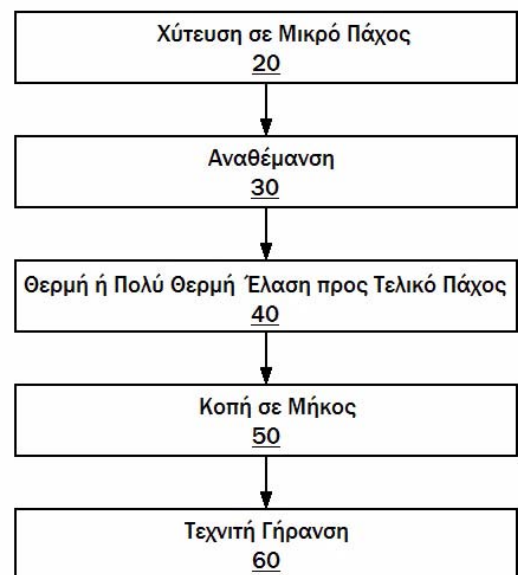 Χύτευση σε Μικρό Πάχος
20
Αναθέμανση
30
Θερμή ή Πολύ Θερμή Έλαση προς Τελικό Πάχος
40
Κοπή σε Μήκος
50
Τεχνιτή Γήρανση
60